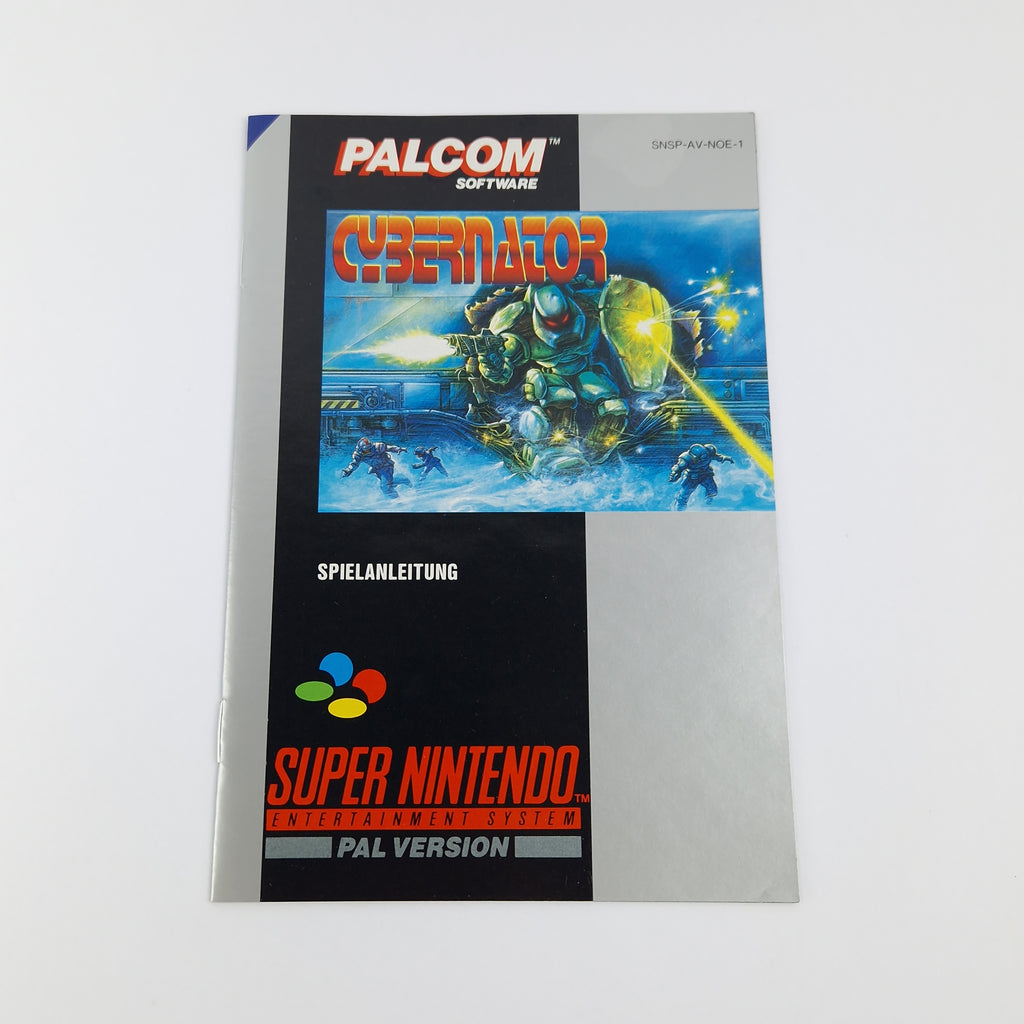 PALCOM™
SOFTWARE
SNSP-AV-NOE-1
CYBERNATOR™
SPIELANLEITUNG
SUPER NINTENDO™
ENTERTAINMENT SYSTEM
PAL VERSION